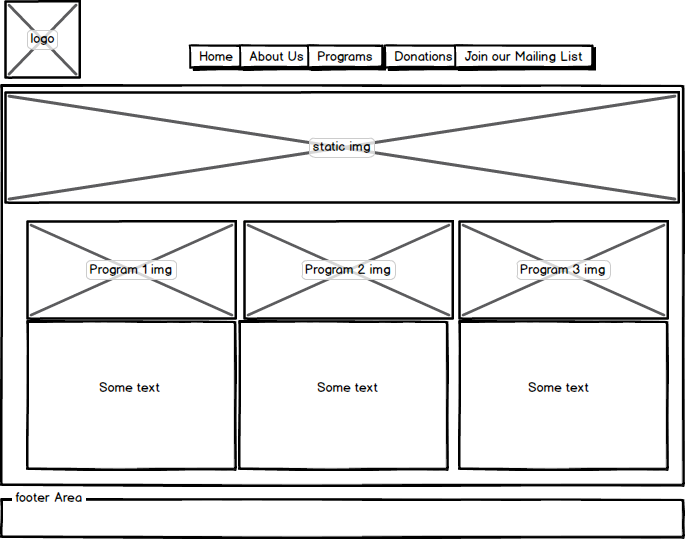 logo
Home About Us Programs Donations Join our Mailing List
static img
Program 1 img Program 2 img Program 3 img
Some text Some text Some text
footer Area